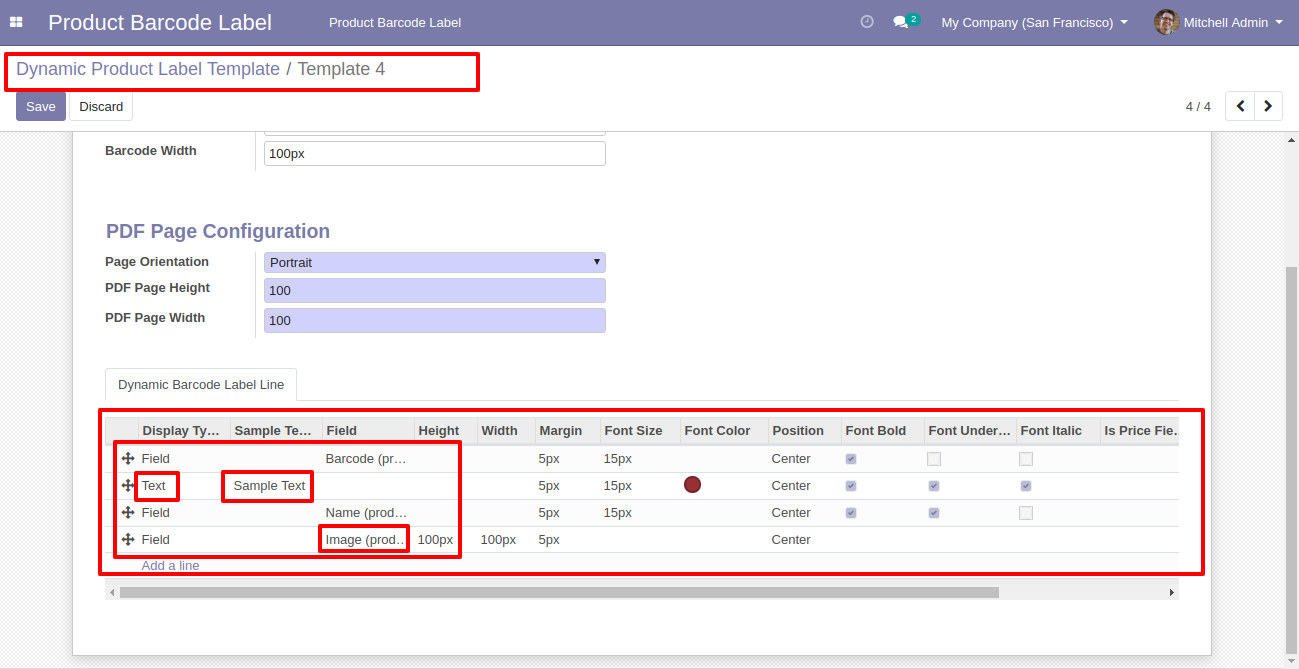 Product Barcode Label Product Barcode Label 2 My Company (San Francisco) Mitchell Admin
Dynamic Product Label Template / Template 4
Save Discard 4 / 4
Barcode Width 100px
PDF Page Configuration
Page Orientation Portrait
PDF Page Height 100
PDF Page Width 100
Dynamic Barcode Label Line
Display Ty... Sample Te... Field Height Width Margin Font Size Font Color Position Font Bold Font Under... Font Italic Is Price Fie...
Field Barcode (pr... 5px 15px Center
Text Sample Text 5px 15px Center
Field Name (prod... 5px 15px Center
Field Image (prod... 100px 100px 5px Center
Add a line